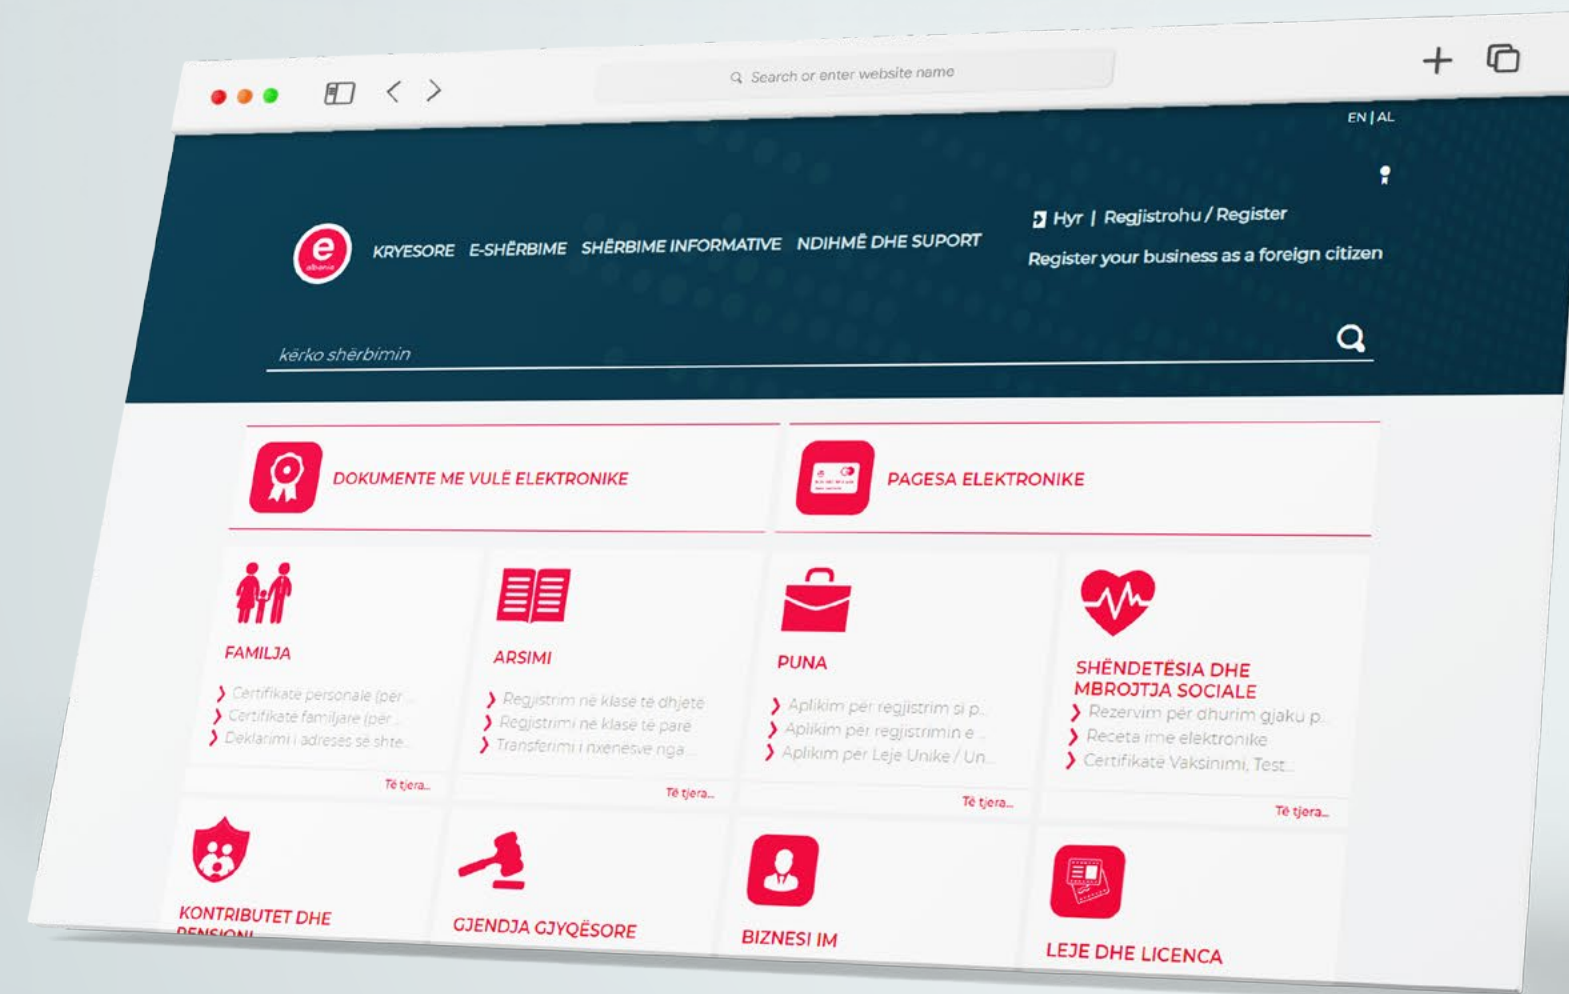 Search or enter website name
EN | AL
Hyr | Regjistrohu / Register
e
albania
KRYESORE E-SHËRBIME SHËRBIME INFORMATIVE NDIHMË DHE SUPORT
Register your business as a foreign citizen
kërko shërbimin
DOKUMENTE ME VULË ELEKTRONIKE
PAGESA ELEKTRONIKE
FAMILJA
Certifikatë personale (për ...
Certifikatë familjare (për ...
Deklarimi i adresës së shte...
Të tjera...
ARSIMI
Regjistrim në klasë të dhjetë
Regjistrimi në klasë të parë
Transferimi i nxënësve nga ...
Të tjera...
PUNA
Aplikim për regjistrim si p...
Aplikim për regjistrimin e ...
Aplikim për Leje Unike / Un...
Të tjera...
SHËNDETËSIA DHE
MBROJTJA SOCIALE
Rezervim për dhurim gjaku p...
Receta ime elektronike
Certifikatë Vaksinimi, Test...
Të tjera...
KONTRIBUTET DHE
PENSIONI
GJENDJA GJYQËSORE
BIZNESI IM
LEJE DHE LICENCA